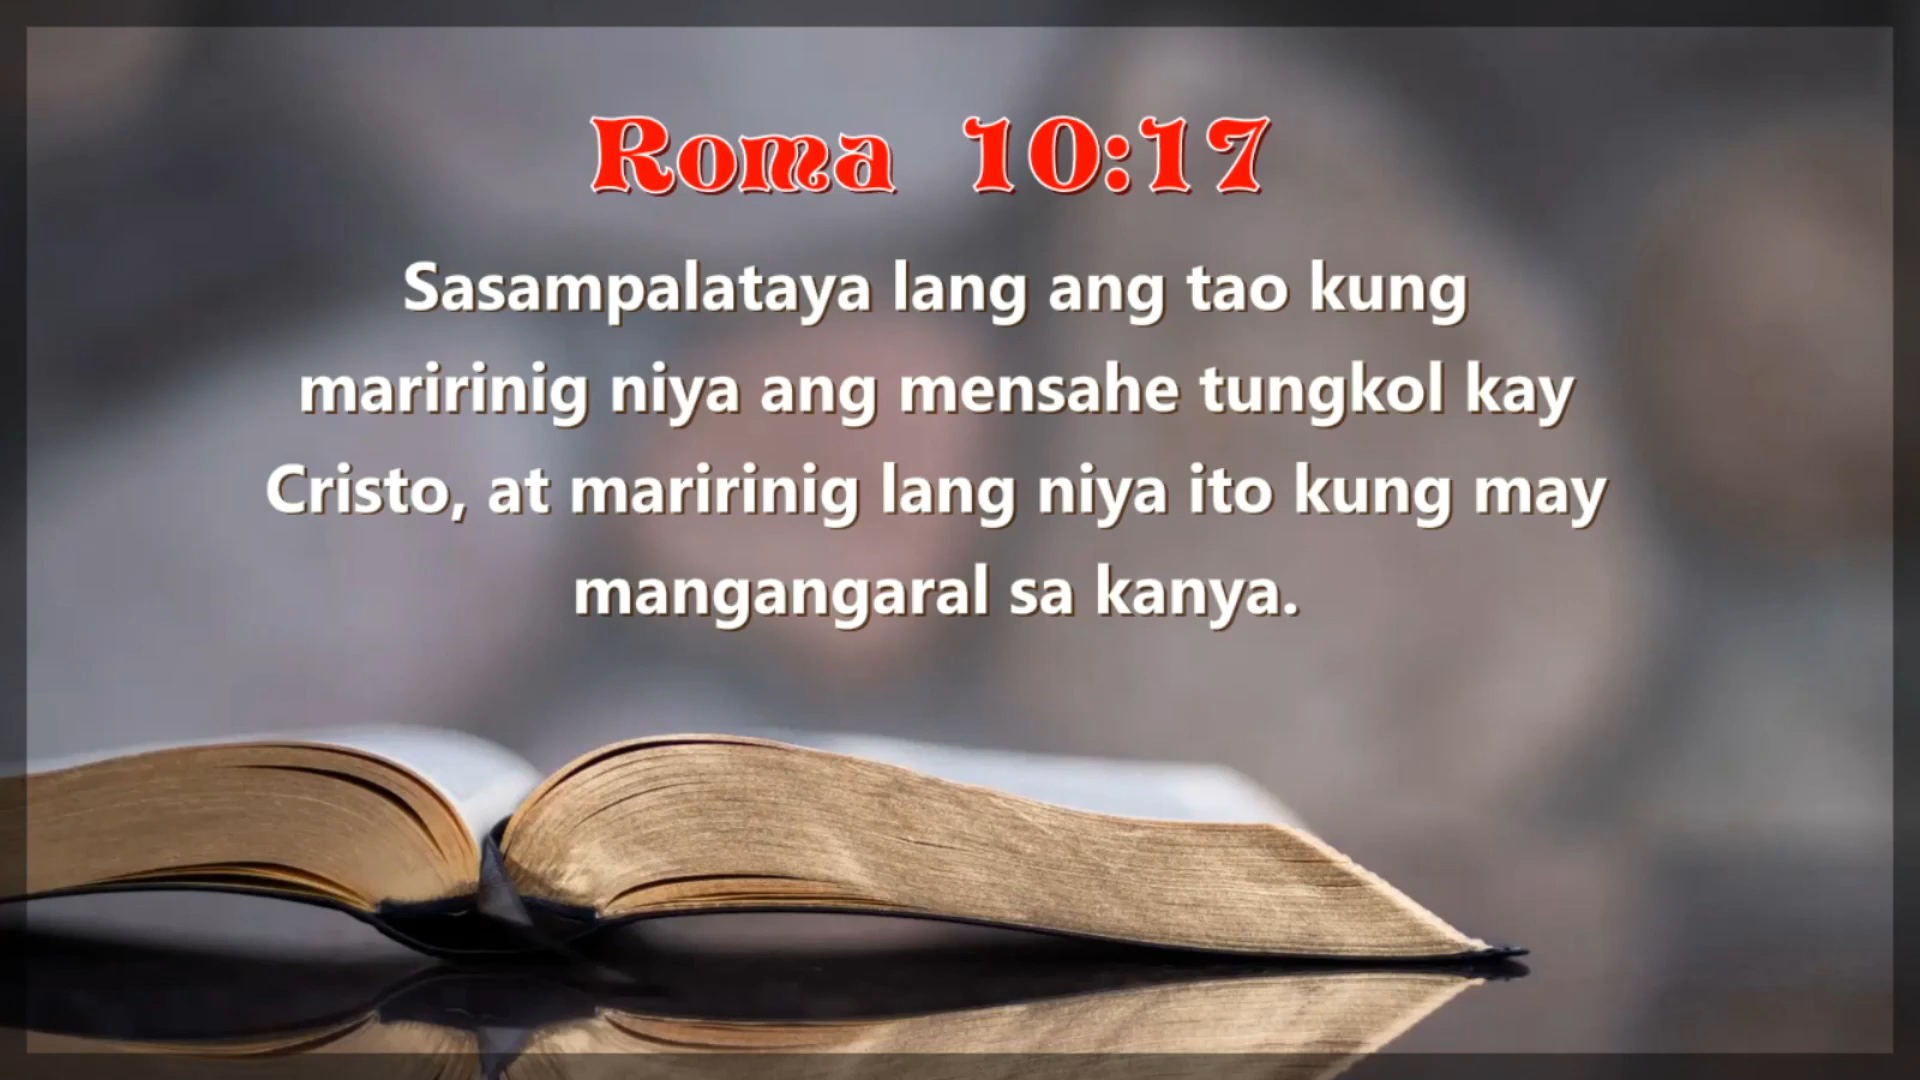 Roma 10:17
Sasampalataya lang ang tao kung
maririnig niya ang mensahe tungkol kay
Cristo, at maririnig lang niya ito kung may
mangangaral sa kanya.